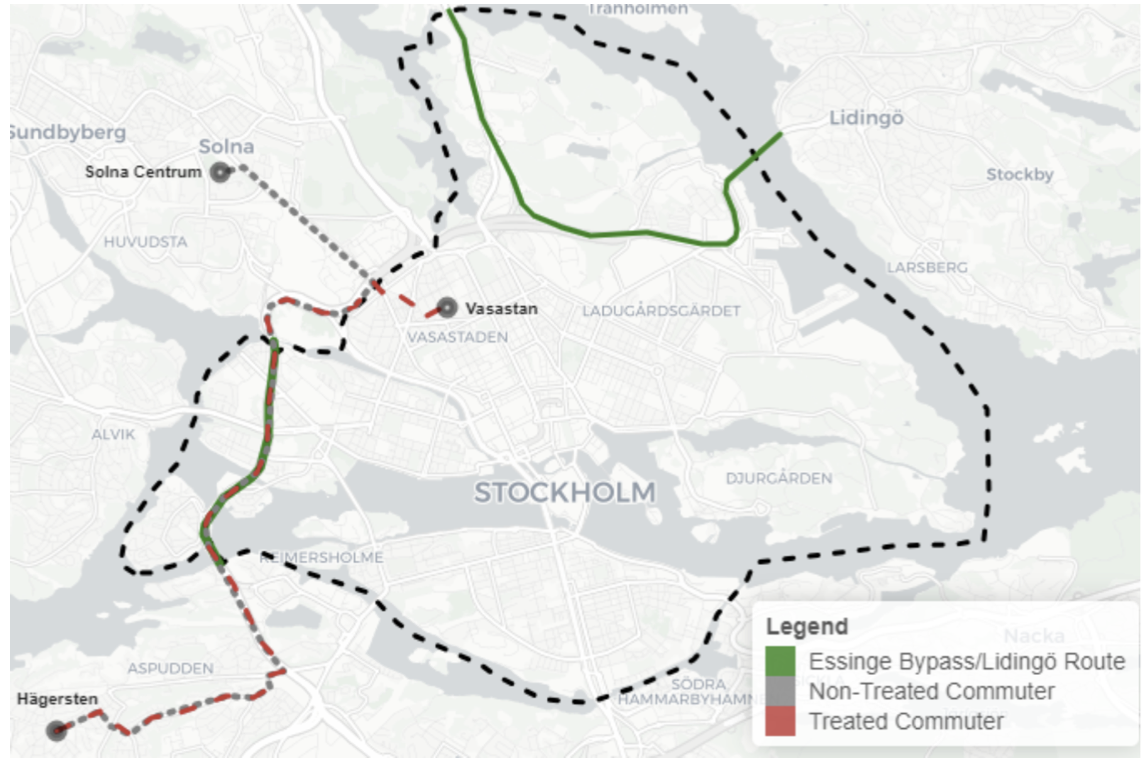 Tranholmen
Lidingö
Sundbyberg
Solna
Solna Centrum
Stockby
HUVUDSTA
LARSBERG
Vasastan
LADUGÅRDSGÄRDET
VASASTADEN
ALVIK
DJURGÅRDEN
STOCKHOLM
REIMERSHOLME
Legend
Nacka
Essinge Bypass/Lidingö Route
ASPUDDEN
SÖDRA
HAMMARBYHAMNE
Non-Treated Commuter
Hägersten
Treated Commuter